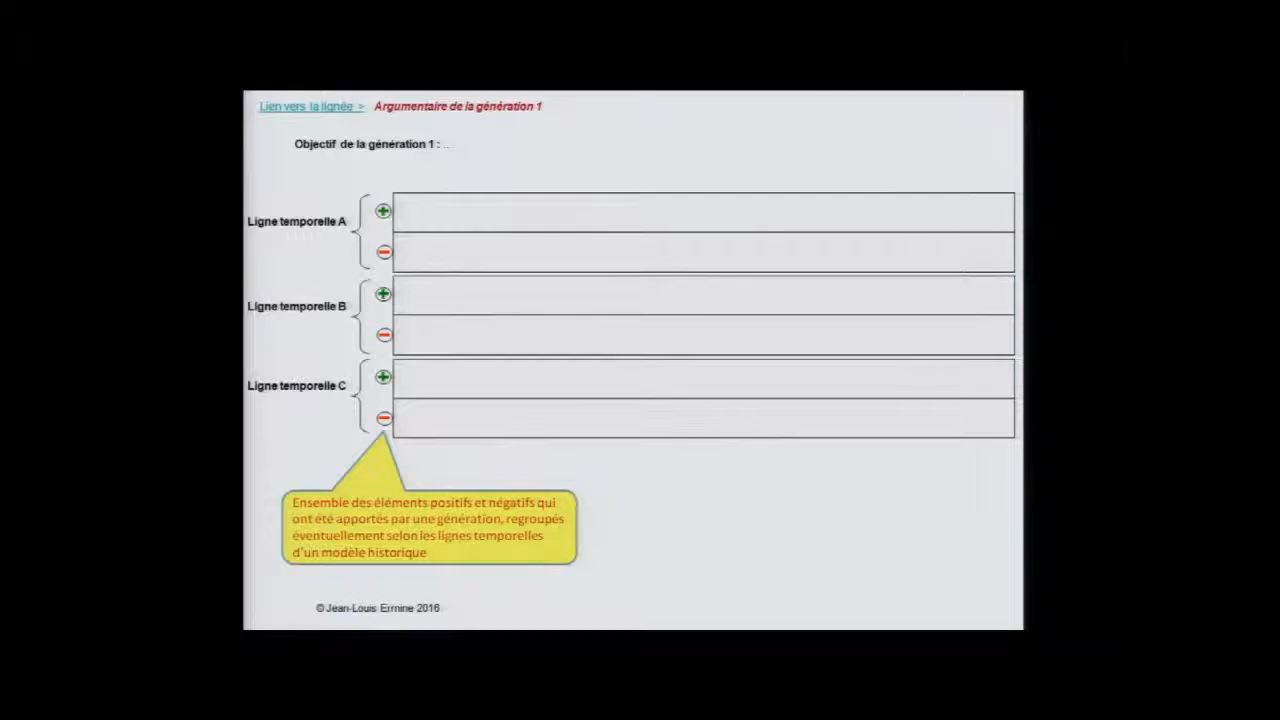 Lien vers la lignée > Argumentaire de la génération 1
Objectif de la génération 1 : ...
Ligne temporelle A
Ligne temporelle B
Ligne temporelle C
Ensemble des éléments positifs et négatifs qui
ont été apportés par une génération, regroupés
éventuellement selon les lignes temporelles
d'un modèle historique
© Jean-Louis Ermine 2016